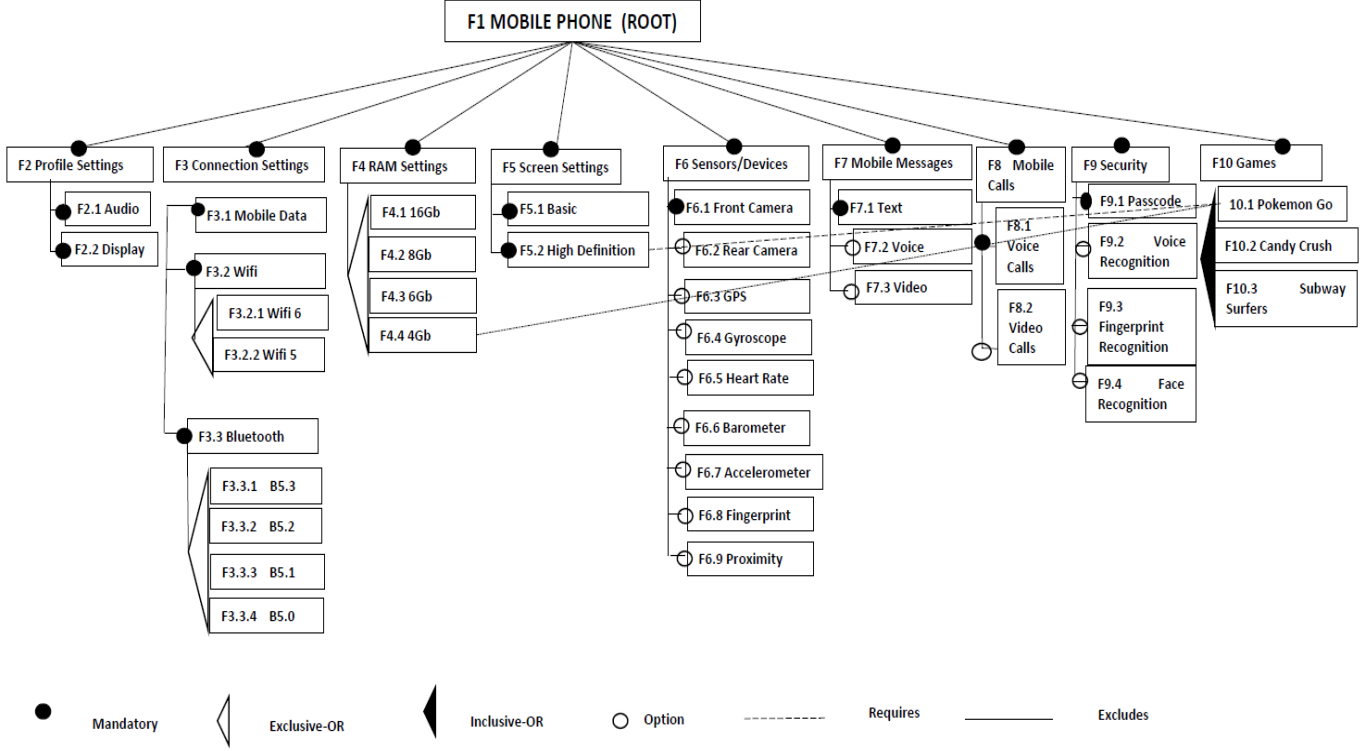 F1 MOBILE PHONE (ROOT)
F2 Profile Settings
F2.1 Audio
F2.2 Display
F3 Connection Settings
F3.1 Mobile Data
F3.2 Wifi
F3.2.1 Wifi 6
F3.2.2 Wifi 5
F3.3 Bluetooth
F3.3.1 B5.3
F3.3.2 B5.2
F3.3.3 B5.1
F3.3.4 B5.0
F4 RAM Settings
F4.1 16Gb
F4.2 8Gb
F4.3 6Gb
F4.4 4Gb
F5 Screen Settings
F5.1 Basic
F5.2 High Definition
F6 Sensors/Devices
F6.1 Front Camera
F6.2 Rear Camera
F6.3 GPS
F6.4 Gyroscope
F6.5 Heart Rate
F6.6 Barometer
F6.7 Accelerometer
F6.8 Fingerprint
F6.9 Proximity
F7 Mobile Messages
F7.1 Text
F7.2 Voice
F7.3 Video
F8 Mobile
Calls
F8.1
Voice
Calls
F8.2
Video
Calls
F9 Security
F9.1 Passcode
F9.2 Voice
Recognition
F9.3
Fingerprint
Recognition
F9.4 Face
Recognition
F10 Games
10.1 Pokemon Go
F10.2 Candy Crush
F10.3 Subway
Surfers
Mandatory
Exclusive-OR
Inclusive-OR
Option
Requires
Excludes